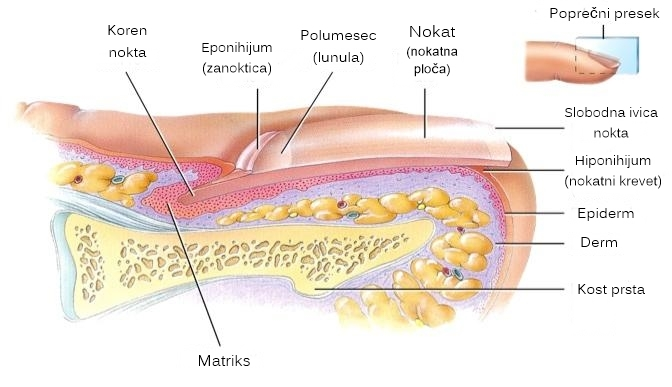 Poprečni presek
Koren
nokta
Eponihijum
(zanoktica)
Polumesec
(lunula)
Nokat
(nokatna
ploča)
Slobodna ivica
nokta
Hiponihijum
(nokatni krevet)
Epiderm
Derm
Kost prsta
Matriks